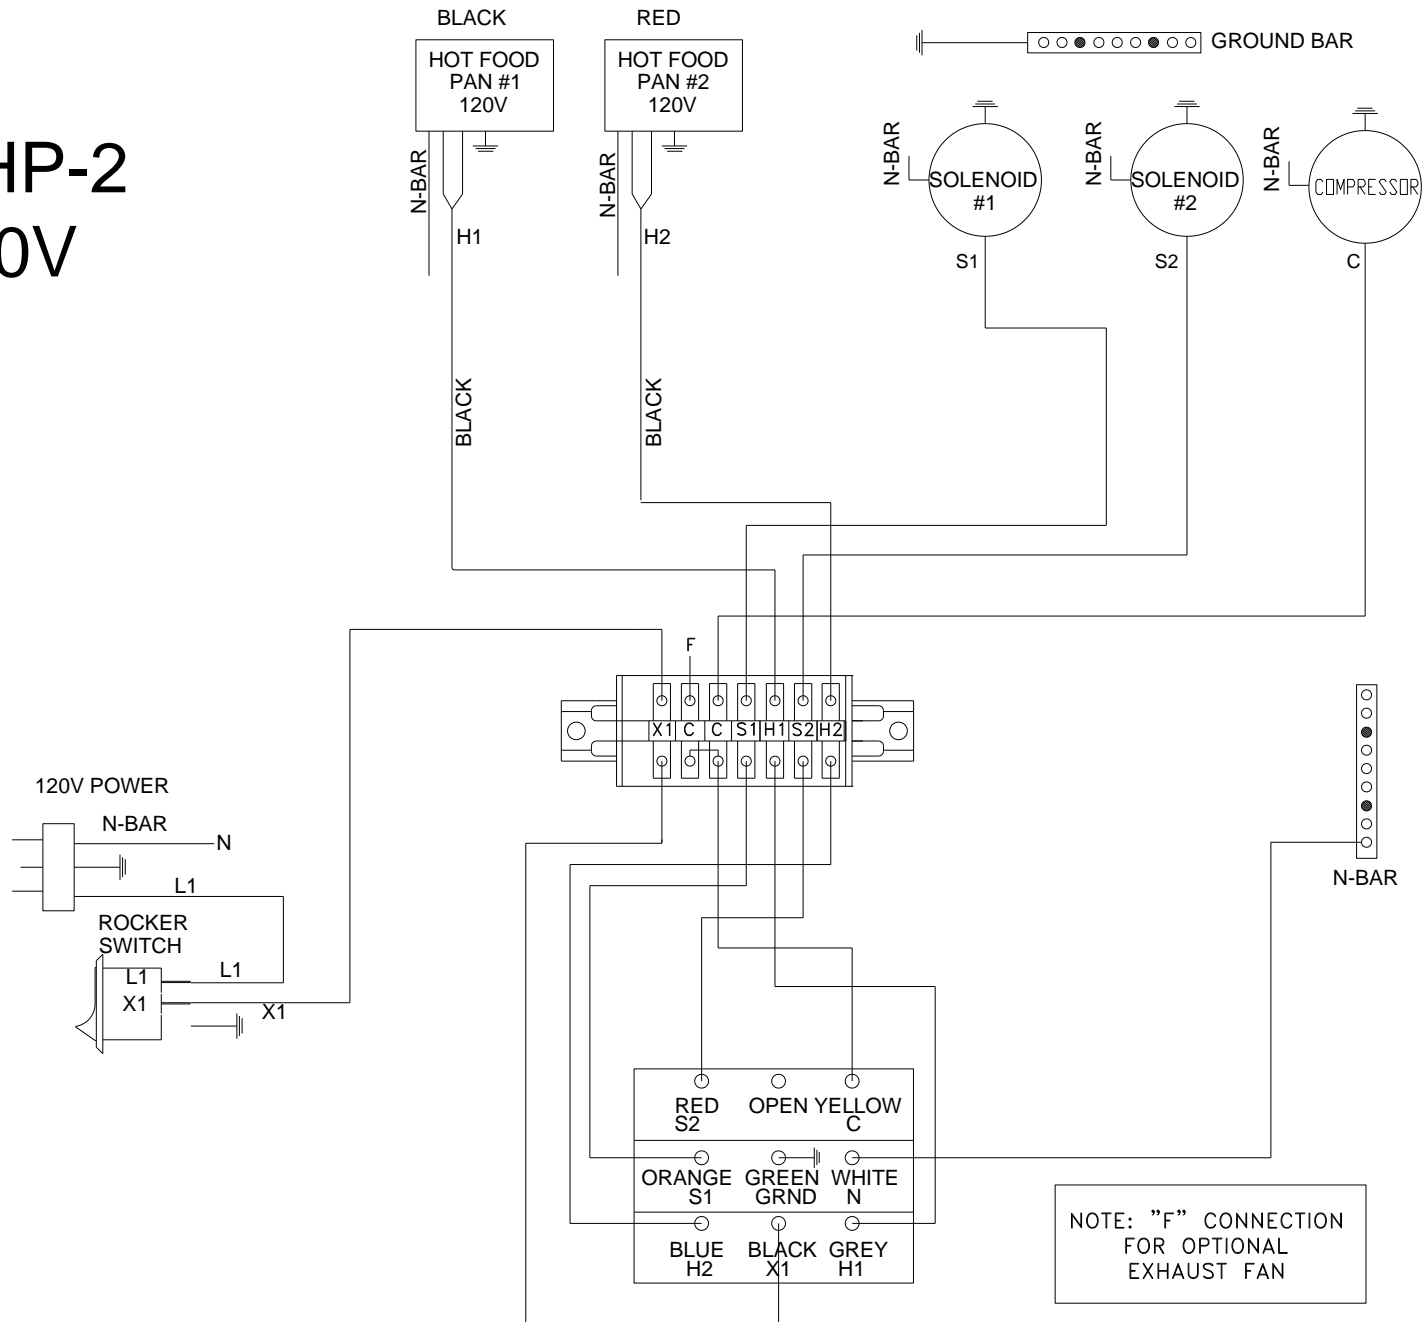 BLACK
RED
HOT FOOD
PAN #1
120V
HOT FOOD
PAN #2
120V
GROUND BAR
HP-2
0V
N-BAR
N-BAR
N-BAR
N-BAR
N-BAR
SOLENOID
#1
SOLENOID
#2
COMPRESSOR
H1
H2
S1
S2
C
BLACK
BLACK
F
X1 C C S1 H1 S2 H2
120V POWER
N-BAR
N
L1
ROCKER
SWITCH
L1
L1
X1
X1
N-BAR
RED
S2
OPEN
YELLOW
C
ORANGE
S1
GREEN
GRND
WHITE
N
BLUE
H2
BLACK
X1
GREY
H1
NOTE: ”F” CONNECTION
FOR OPTIONAL
EXHAUST FAN